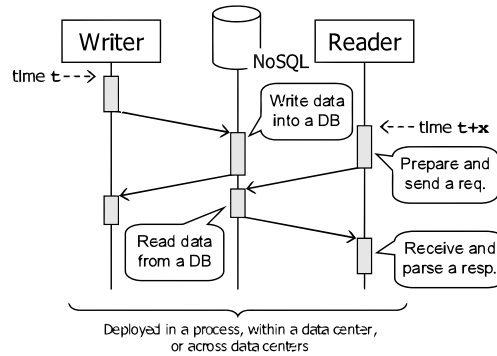 Writer
NoSQL
Reader
time t
Write data
into a DB
time t+x
Prepare and
send a req.
Read data
from a DB
Receive and
parse a resp.
Deployed in a process, within a data center,
or across data centers